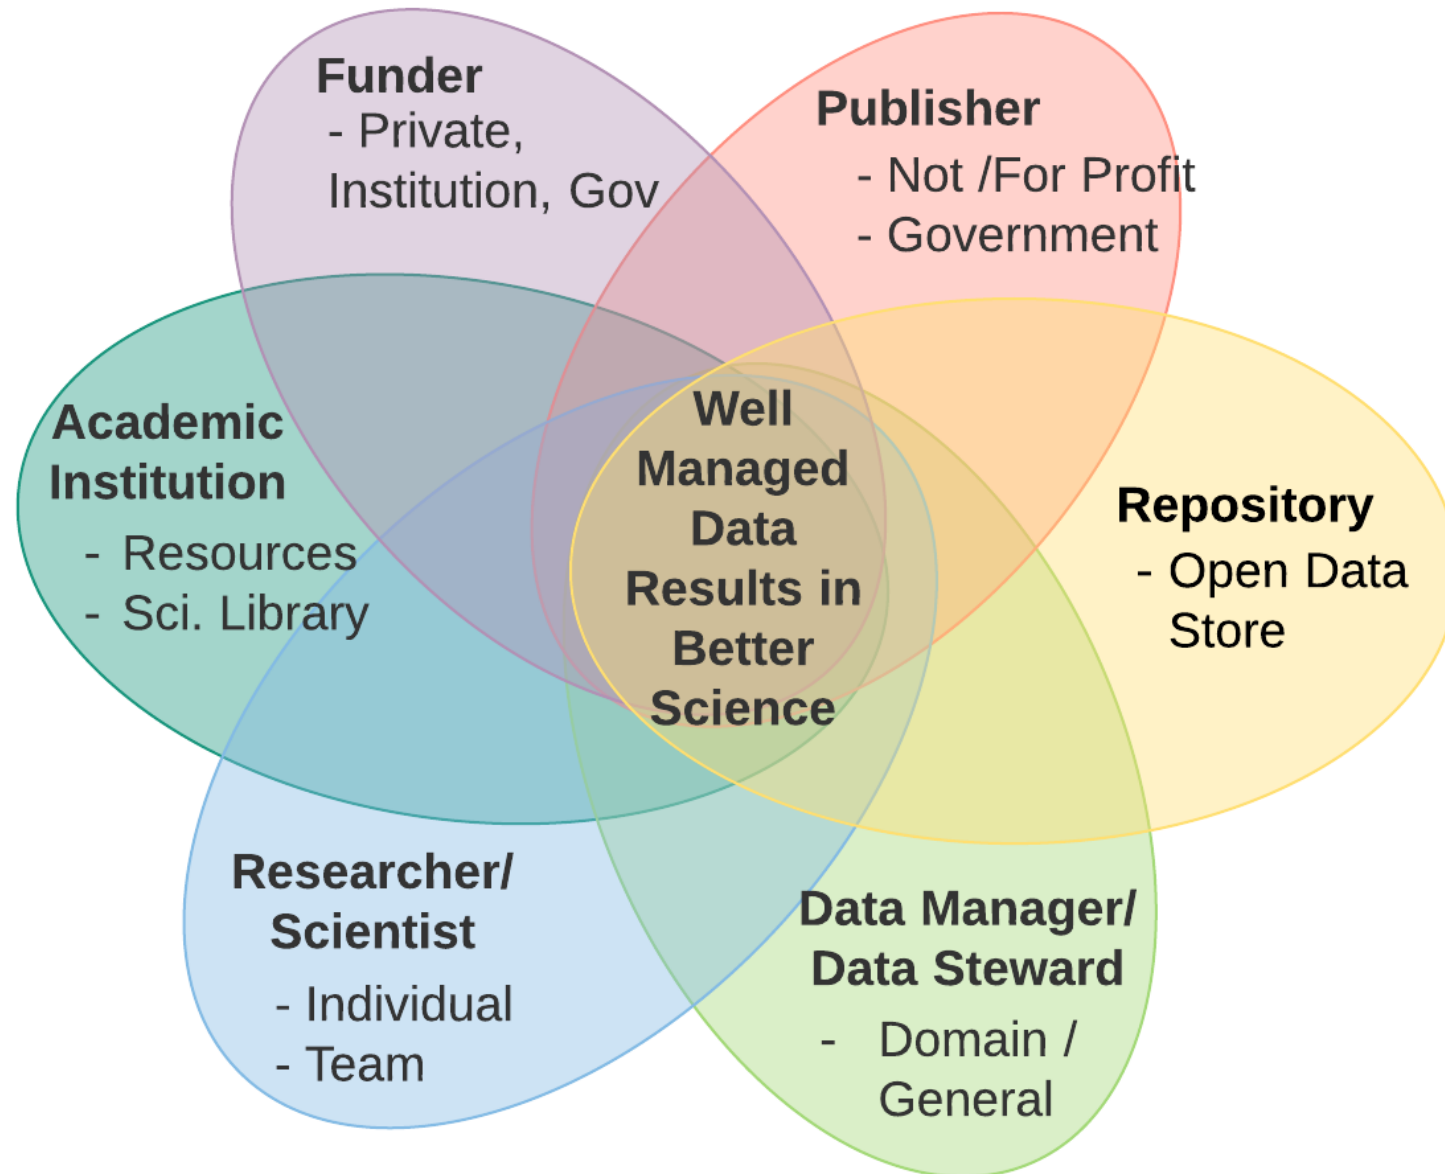 Funder
- Private,
Institution, Gov
Publisher
- Not /For Profit
- Government
Academic
Institution
- Resources
- Sci. Library
Well
Managed
Data
Results in
Better
Science
Repository
- Open Data
Store
Researcher/
Scientist
- Individual
- Team
Data Manager/
Data Steward
- Domain /
General